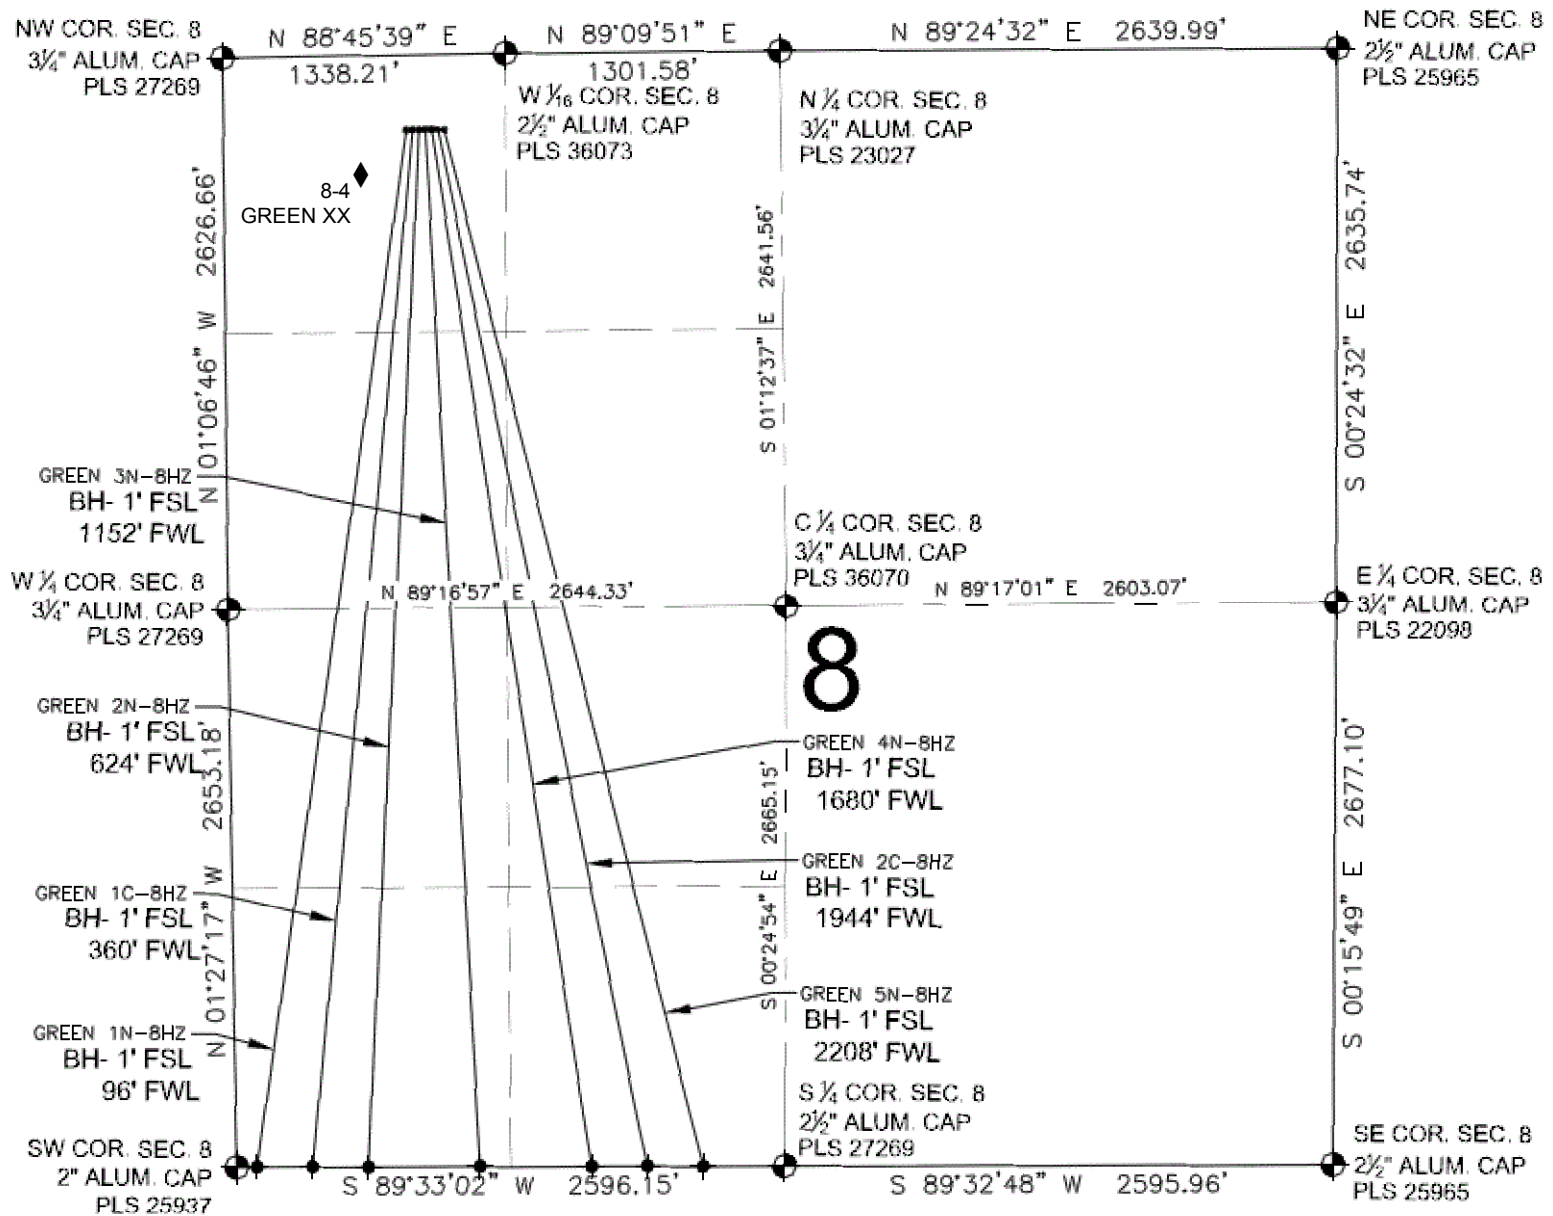 NW COR. SEC. 8
3¼" ALUM. CAP
PLS 27269
N 88°45'39" E
1338.21'
N 89°09'51" E
1301.58'
N 89°24'32" E 2639.99'
NE COR. SEC. 8
2½" ALUM. CAP
PLS 25965
W 1⁄16 COR. SEC. 8
2½" ALUM. CAP
PLS 36073
N ¼ COR. SEC. 8
3¼" ALUM. CAP
PLS 23027
8-4
GREEN XX
N 01°06'46" W 2626.66'
S 01°12'37" E 2641.56'
S 00°24'32" E 2635.74'
GREEN 3N-8HZ
BH- 1' FSL
1152' FWL
W ¼ COR. SEC. 8
3¼" ALUM. CAP
PLS 27269
N 89°16'57" E 2644.33'
C ¼ COR. SEC. 8
3¼" ALUM. CAP
PLS 36070
N 89°17'01" E 2603.07'
E ¼ COR. SEC. 8
3¼" ALUM. CAP
PLS 22098
8
GREEN 2N-8HZ
BH- 1' FSL
624' FWL
GREEN 4N-8HZ
BH- 1' FSL
1680' FWL
N 01°27'17" W 2653.18'
S 00°24'54" E 2665.15'
S 00°15'49" E 2677.10'
GREEN 2C-8HZ
BH- 1' FSL
1944' FWL
GREEN 1C-8HZ
BH- 1' FSL
360' FWL
GREEN 5N-8HZ
BH- 1' FSL
2208' FWL
GREEN 1N-8HZ
BH- 1' FSL
96' FWL
SW COR. SEC. 8
2" ALUM. CAP
PLS 25937
S 89°33'02" W 2596.15'
S ¼ COR. SEC. 8
2½" ALUM. CAP
PLS 27269
S 89°32'48" W 2595.96'
SE COR. SEC. 8
2½" ALUM. CAP
PLS 25965